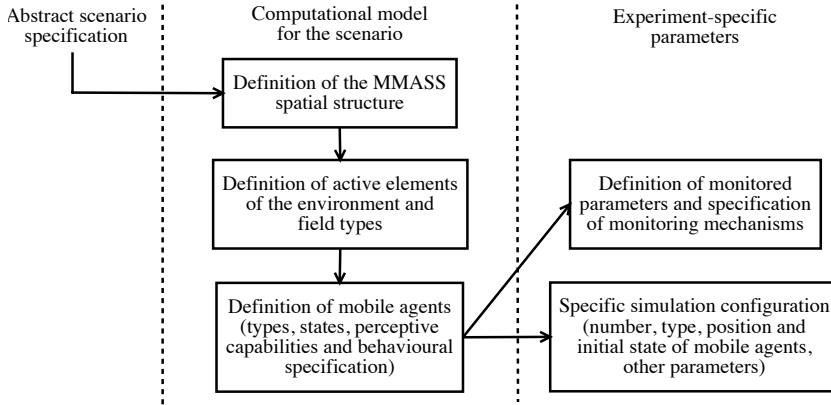 Abstract scenario
specification
Computational model
for the scenario
Experiment-specific
parameters
Definition of the MMASS
spatial structure
Definition of active elements
of the environment and
field types
Definition of monitored
parameters and specification
of monitoring mechanisms
Definition of mobile agents
(types, states, perceptive
capabilities and behavioural
specification)
Specific simulation configuration
(number, type, position and
initial state of mobile agents,
other parameters)